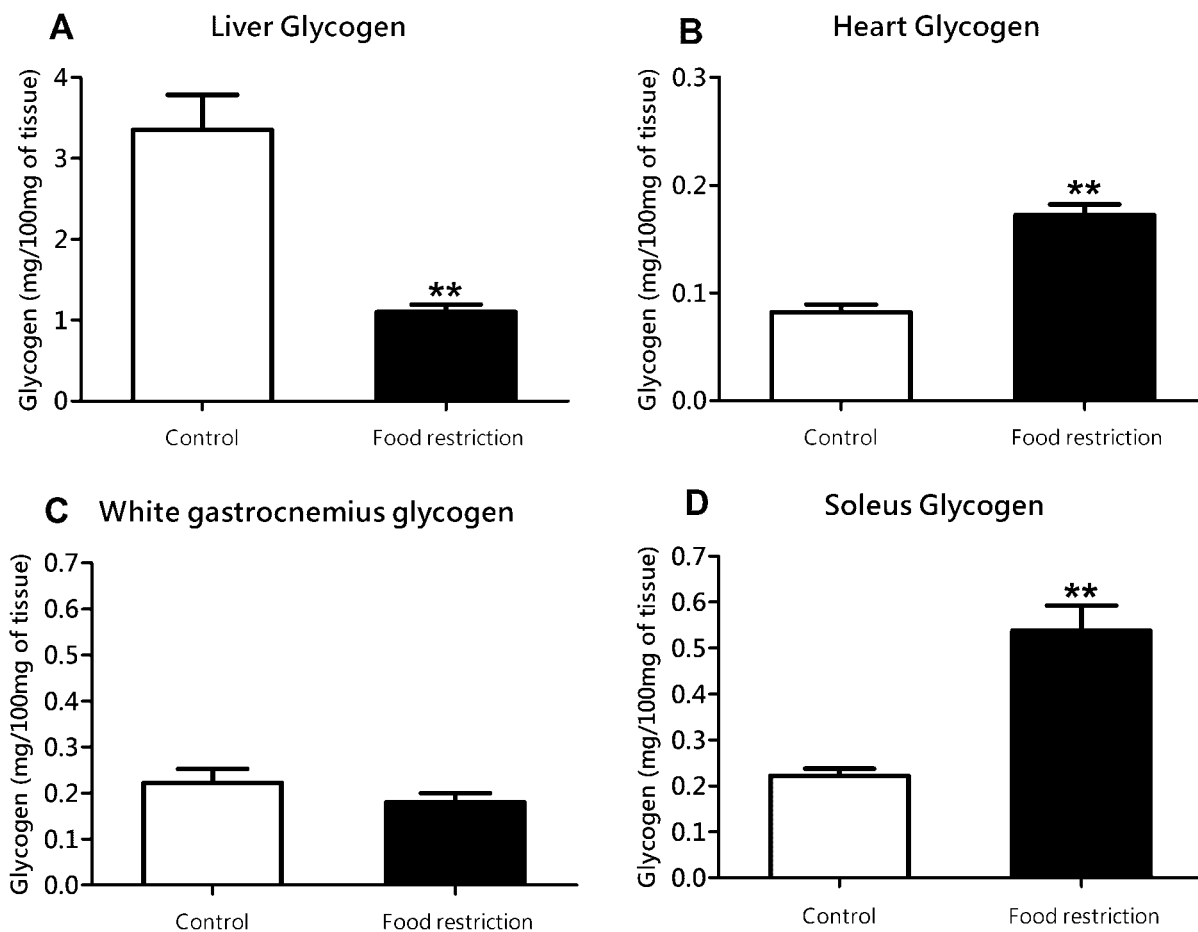 A
Liver Glycogen
Glycogen (mg/100mg of tissue)
4
3
2
1
0
**
Control
Food restriction
B
Heart Glycogen
Glycogen (mg/100mg of tissue)
0.3
0.2
0.1
0.0
**
Control
Food restriction
C
White gastrocnemius glycogen
Glycogen (mg/100mg of tissue)
0.7
0.6
0.5
0.4
0.3
0.2
0.1
0.0
Control
Food restriction
D
Soleus Glycogen
Glycogen (mg/100mg of tissue)
0.7
0.6
0.5
0.4
0.3
0.2
0.1
0.0
**
Control
Food restriction